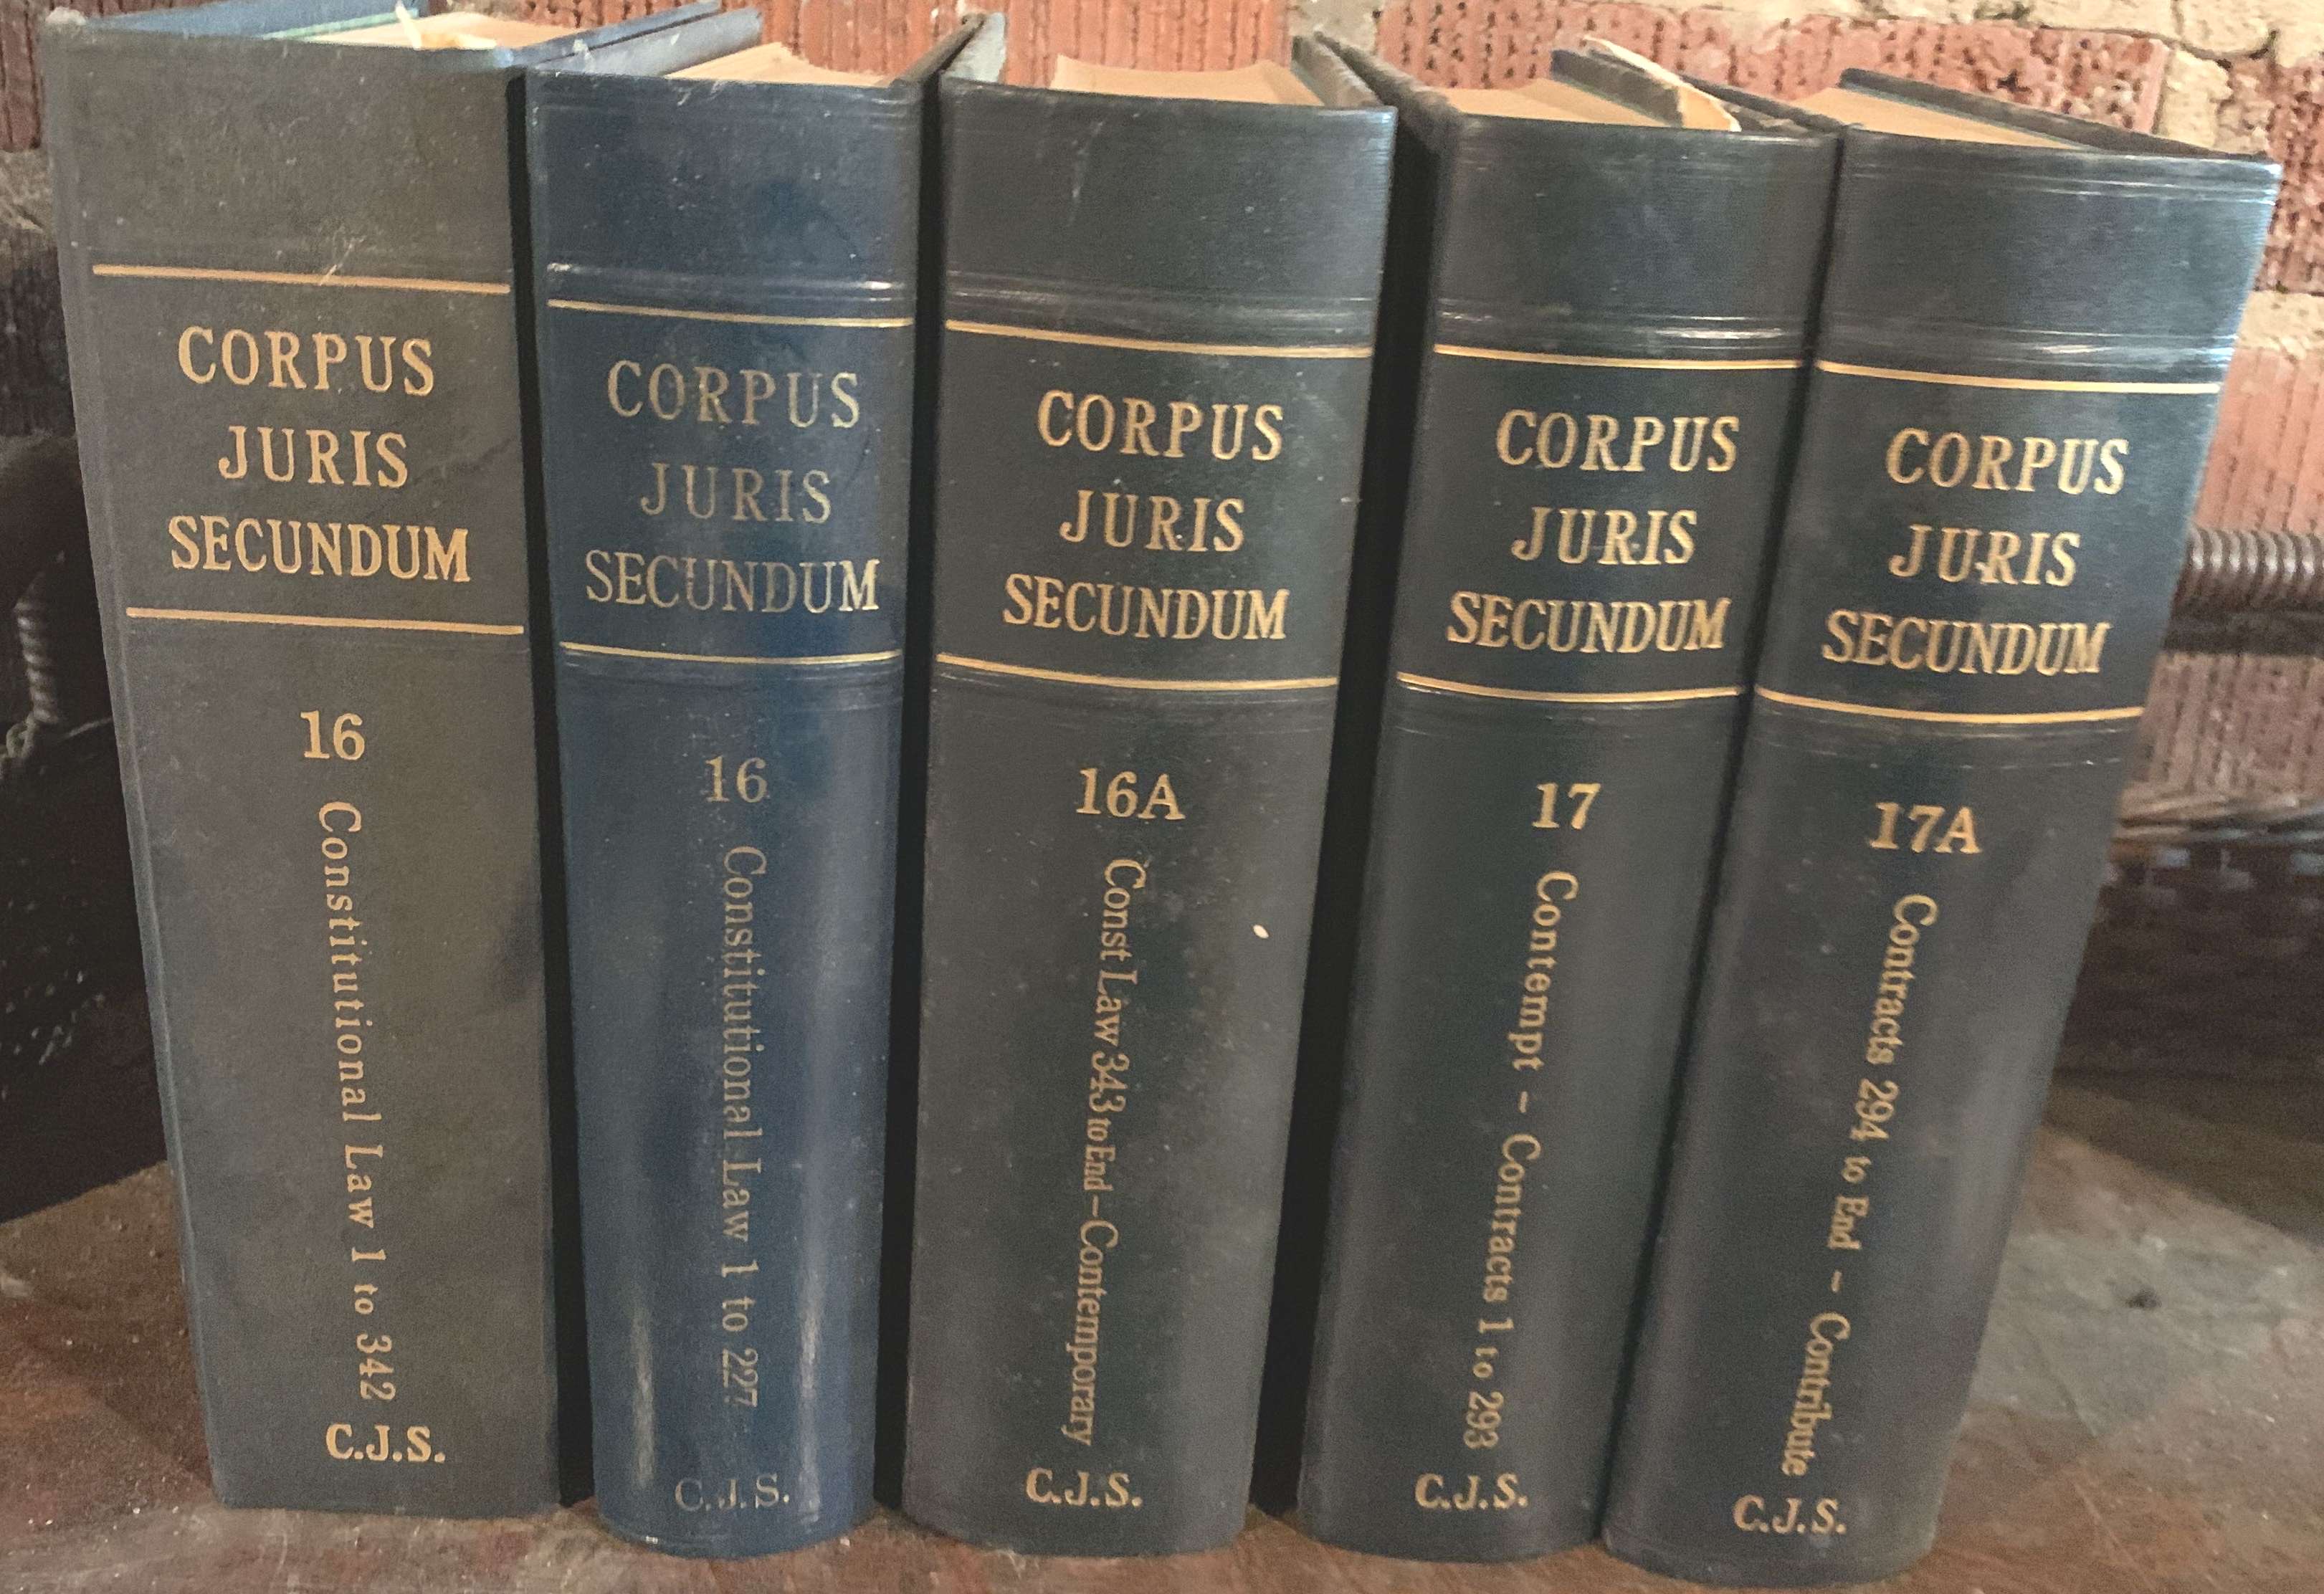 CORPUS
JURIS
SECUNDUM
16
Constitutional Law 1 to 342
C.J.S.
CORPUS
JURIS
SECUNDUM
16
Constitutional Law 1 to 227
C.J.S.
CORPUS
JURIS
SECUNDUM
16A
Const Law 343 to End-Contemporary
C.J.S.
CORPUS
JURIS
SECUNDUM
17
Contempt - Contracts 1 to 293
C.J.S.
CORPUS
JURIS
SECUNDUM
17A
Contracts 294 to End - Contribute
C.J.S.